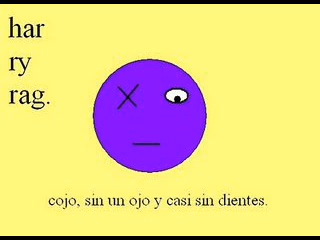 har
ry
rag.
cojo, sin un ojo y casi sin dientes.